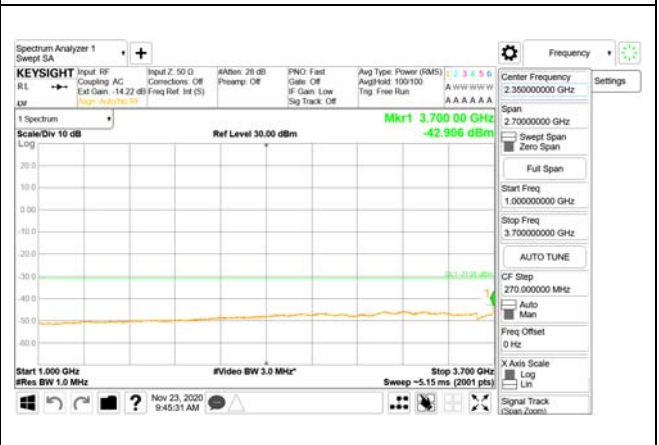 Spectrum Analyzer 1
Swept SA
Frequency
KEYSIGHT
RL
Input: RF
Coupling: AC
Ext Gain: -14.22 dB
Align: Auto/No RF
Input Z: 50 Ω
Corrections: Off
Freq Ref: Int (S)
#Atten: 28 dB
Preamp: Off
PNO: Fast
Gate: Off
IF Gain: Low
Sig Track: Off
Avg Type: Power (RMS)
Avg|Hold: 100/100
Trig: Free Run
1 2 3 4 5 6
A W W W W W
A A A A A A
1 Spectrum
Scale/Div 10 dB
Ref Level 30.00 dBm
Mkr1 3.700 00 GHz
-42.906 dBm
Log
20.0
10.0
0.00
-10.0
-20.0
-30.0
-40.0
-50.0
-60.0
1
Start 1.000 GHz
#Res BW 1.0 MHz
#Video BW 3.0 MHz*
Stop 3.700 GHz
Sweep ~5.15 ms (2001 pts)
Nov 23, 2020
9:45:31 AM
Center Frequency
2.350000000 GHz
Settings
Span
2.70000000 GHz
Swept Span
Zero Span
Full Span
Start Freq
1.000000000 GHz
Stop Freq
3.700000000 GHz
AUTO TUNE
CF Step
270.000000 MHz
Auto
Man
Freq Offset
0 Hz
X Axis Scale
Log
Lin
Signal Track
(Span Zoom)